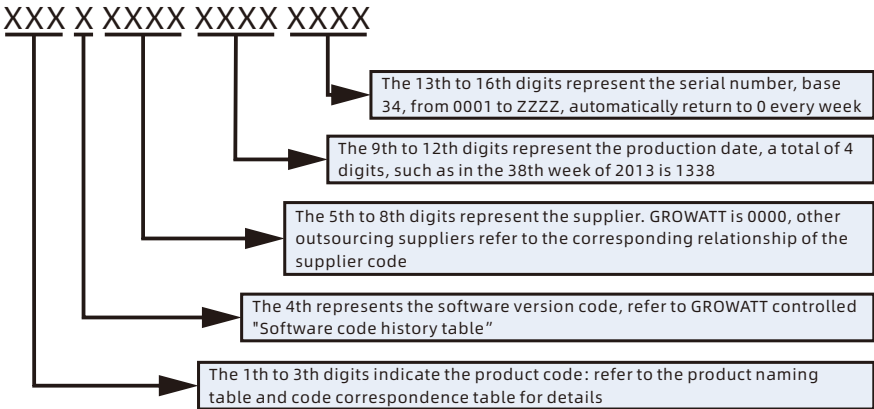 XXX X XXXX XXXX XXXX
The 13th to 16th digits represent the serial number, base
34, from 0001 to ZZZZ, automatically return to 0 every week
The 9th to 12th digits represent the production date, a total of 4
digits, such as in the 38th week of 2013 is 1338
The 5th to 8th digits represent the supplier. GROWATT is 0000, other
outsourcing suppliers refer to the corresponding relationship of the
supplier code
The 4th represents the software version code, refer to GROWATT controlled
"Software code history table”
The 1th to 3th digits indicate the product code: refer to the product naming
table and code correspondence table for details